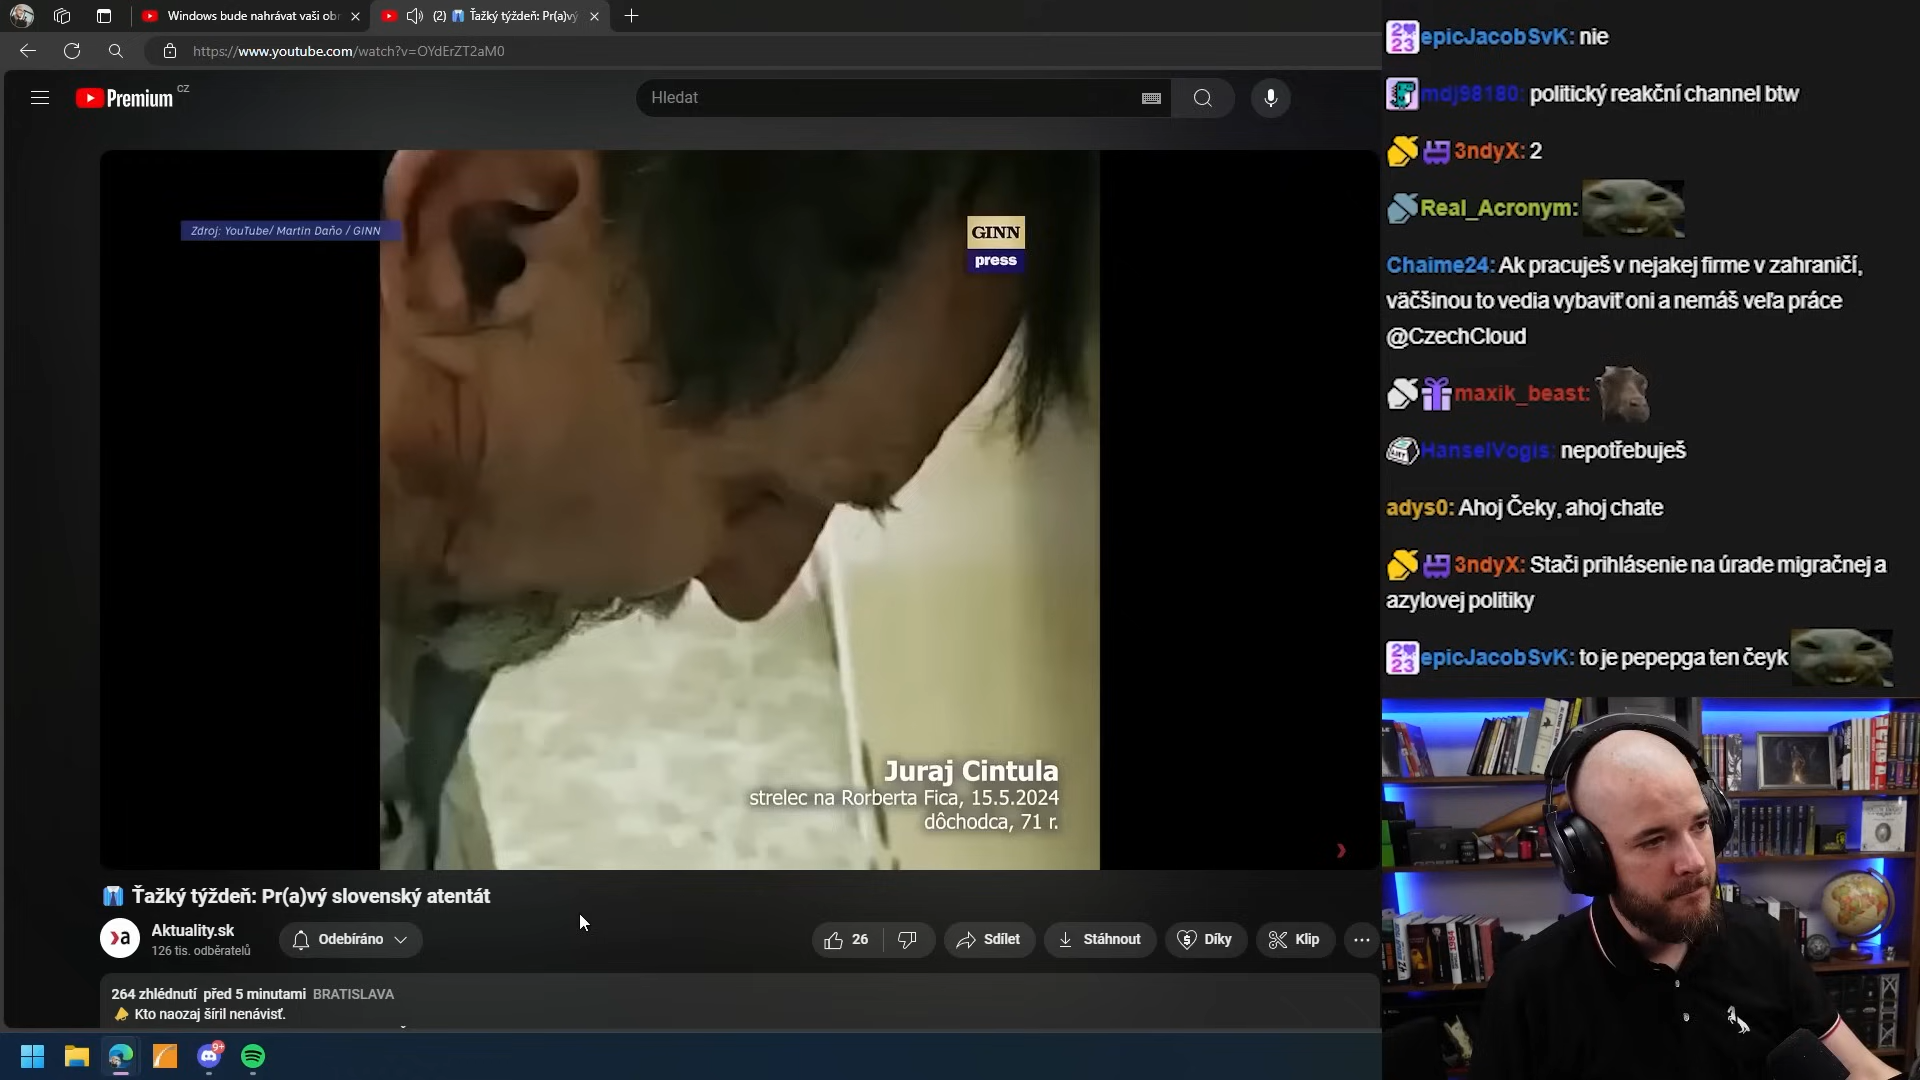 Windows bude nahrávat vaši ob
(2) Ťažký týždeň: Pr(a)vý
https://www.youtube.com/watch?v=OYdErZT2aM0
Premium CZ
Hledat
Zdroj: YouTube/ Martin Daňo / GINN
GINN
press
Juraj Cintula
strelec na Rorberta Fica, 15.5.2024
dôchodca, 71 r.
Ťažký týždeň: Pr(a)vý slovenský atentát
Aktuality.sk
126 tis. odběratelů
Odebíráno
26
Sdílet
Stáhnout
Díky
Klip
264 zhlédnutí před 5 minutami BRATISLAVA
Kto naozaj šíril nenávisť.
9+
epicJacobSvK: nie
mdj98180: politický reakční channel btw
3ndyX: 2
Real_Acronym:
Chaime24: Ak pracuješ v nejakej firme v zahraničí,
väčšinou to vedia vybaviť oni a nemáš veľa práce
@CzechCloud
maxik_beast:
HanselVogis: nepotřebuješ
adys0: Ahoj Čeky, ahoj chate
3ndyX: Stači prihlásenie na úrade migračnej a
azylovej politiky
epicJacobSvK: to je pepepga ten čeyk
1984